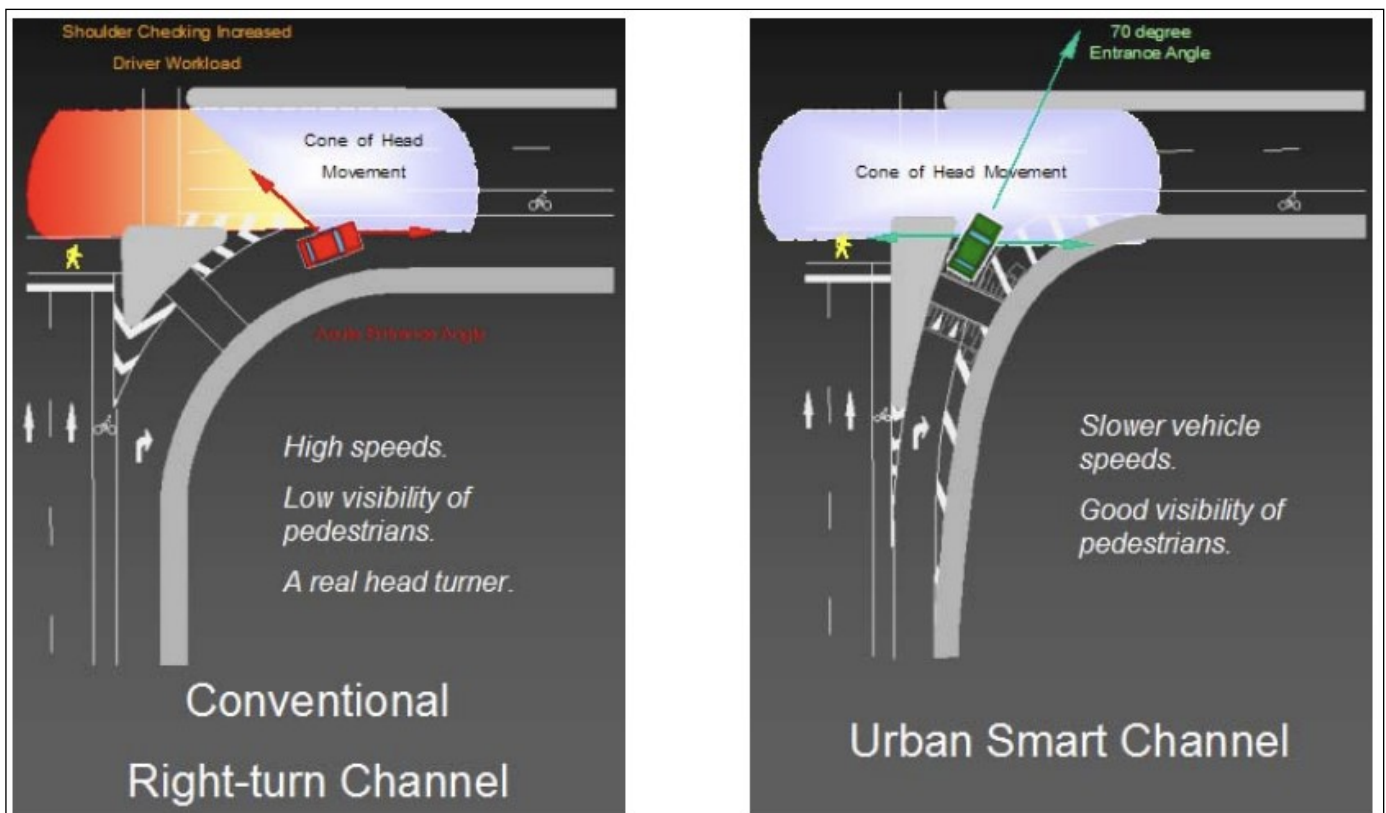 Shoulder Checking Increased
Driver Workload
Cone of Head
Movement
Acute Entrance Angle
High speeds.
Low visibility of
pedestrians.
A real head turner.
Conventional
Right-turn Channel
70 degree
Entrance Angle
Cone of Head Movement
Slower vehicle
speeds.
Good visibility of
pedestrians.
Urban Smart Channel